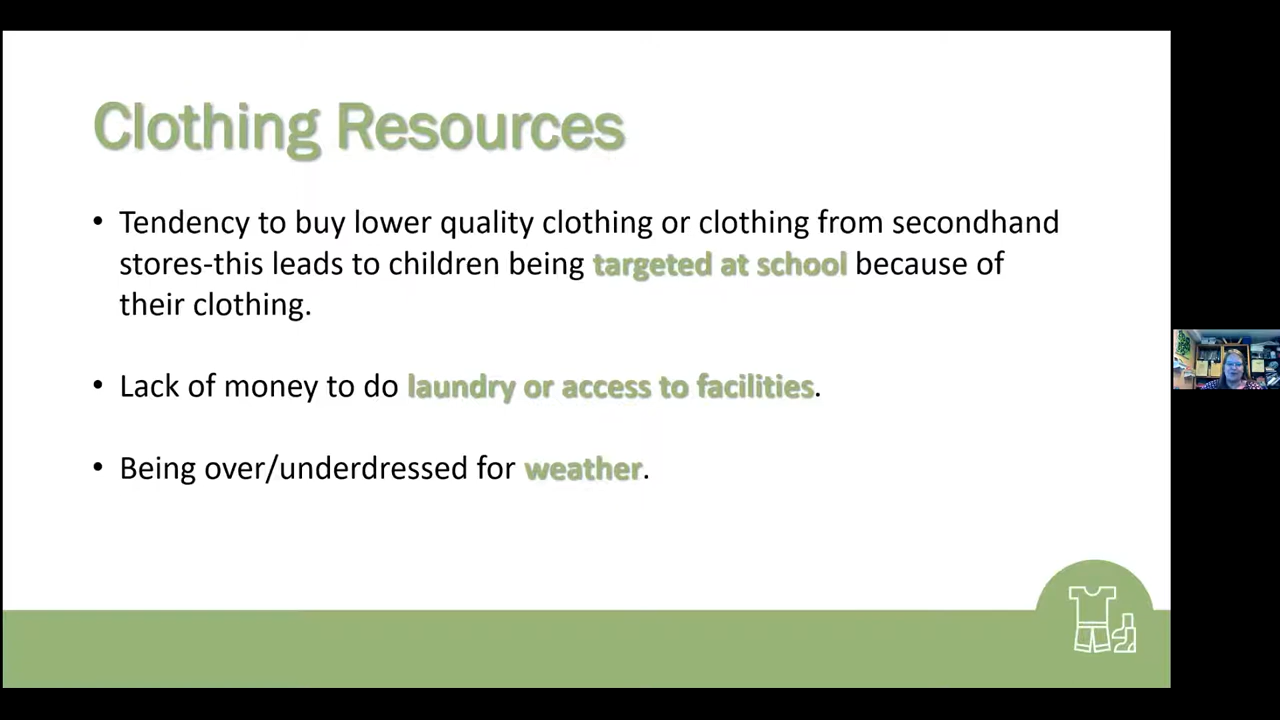 Clothing Resources
• Tendency to buy lower quality clothing or clothing from secondhand
stores-this leads to children being targeted at school because of
their clothing.
• Lack of money to do laundry or access to facilities.
• Being over/underdressed for weather.